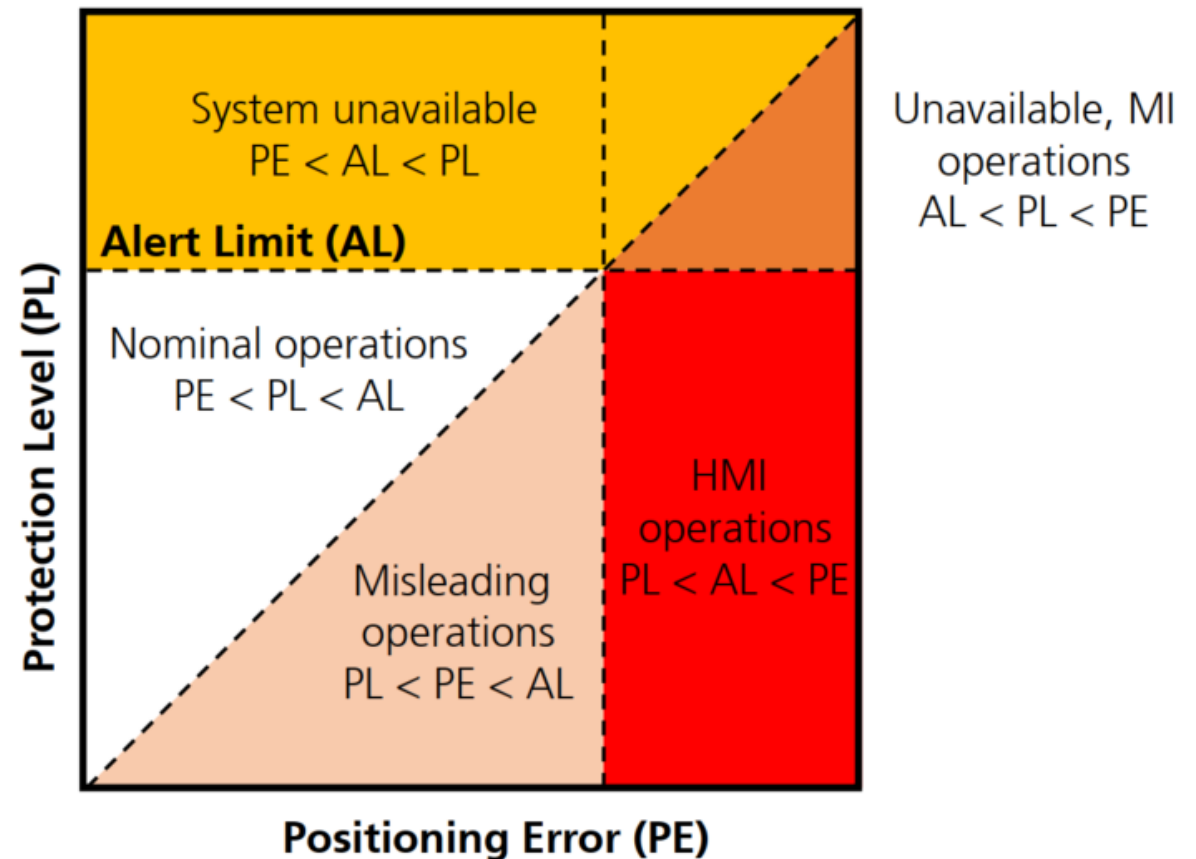 System unavailable
PE < AL < PL
Unavailable, MI
operations
AL < PL < PE
Alert Limit (AL)
Protection Level (PL)
Nominal operations
PE < PL < AL
HMI
operations
PL < AL < PE
Misleading
operations
PL < PE < AL
Positioning Error (PE)